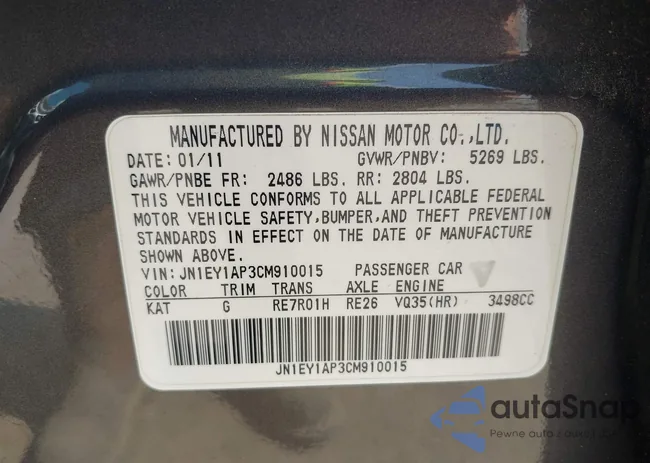 MANUFACTURED BY NISSAN MOTOR CO.,LTD.
DATE: 01/11 GVWR/PNBV: 5269 LBS.
GAWR/PNBE FR: 2486 LBS. RR: 2804 LBS.
THIS VEHICLE CONFORMS TO ALL APPLICABLE FEDERAL
MOTOR VEHICLE SAFETY,BUMPER,AND THEFT PREVENTION
STANDARDS IN EFFECT ON THE DATE OF MANUFACTURE
SHOWN ABOVE.
VIN: JN1EY1AP3CM910015 PASSENGER CAR
COLOR TRIM TRANS AXLE ENGINE
KAT G RE7R01H RE26 VQ35(HR) 3498CC
JN1EY1AP3CM910015
autaSnap
Pewne auto z